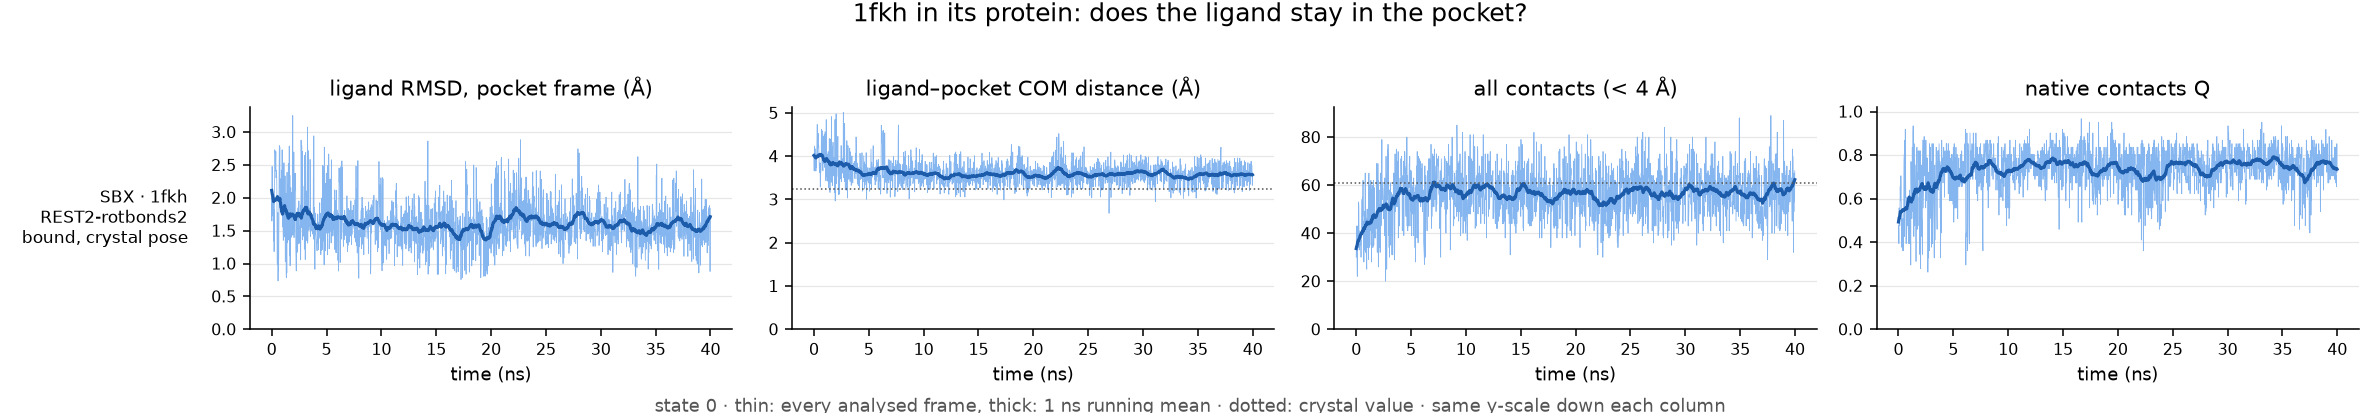 1fkh in its protein: does the ligand stay in the pocket?
SBX · 1fkh
REST2-rotbonds2
bound, crystal pose
ligand RMSD, pocket frame (Å)
3.0
2.5
2.0
1.5
1.0
0.5
0.0
0 5 10 15 20 25 30 35 40
time (ns)
ligand–pocket COM distance (Å)
5
4
3
2
1
0
0 5 10 15 20 25 30 35 40
time (ns)
all contacts (< 4 Å)
80
60
40
20
0
0 5 10 15 20 25 30 35 40
time (ns)
native contacts Q
1.0
0.8
0.6
0.4
0.2
0.0
0 5 10 15 20 25 30 35 40
time (ns)
state 0 · thin: every analysed frame, thick: 1 ns running mean · dotted: crystal value · same y-scale down each column